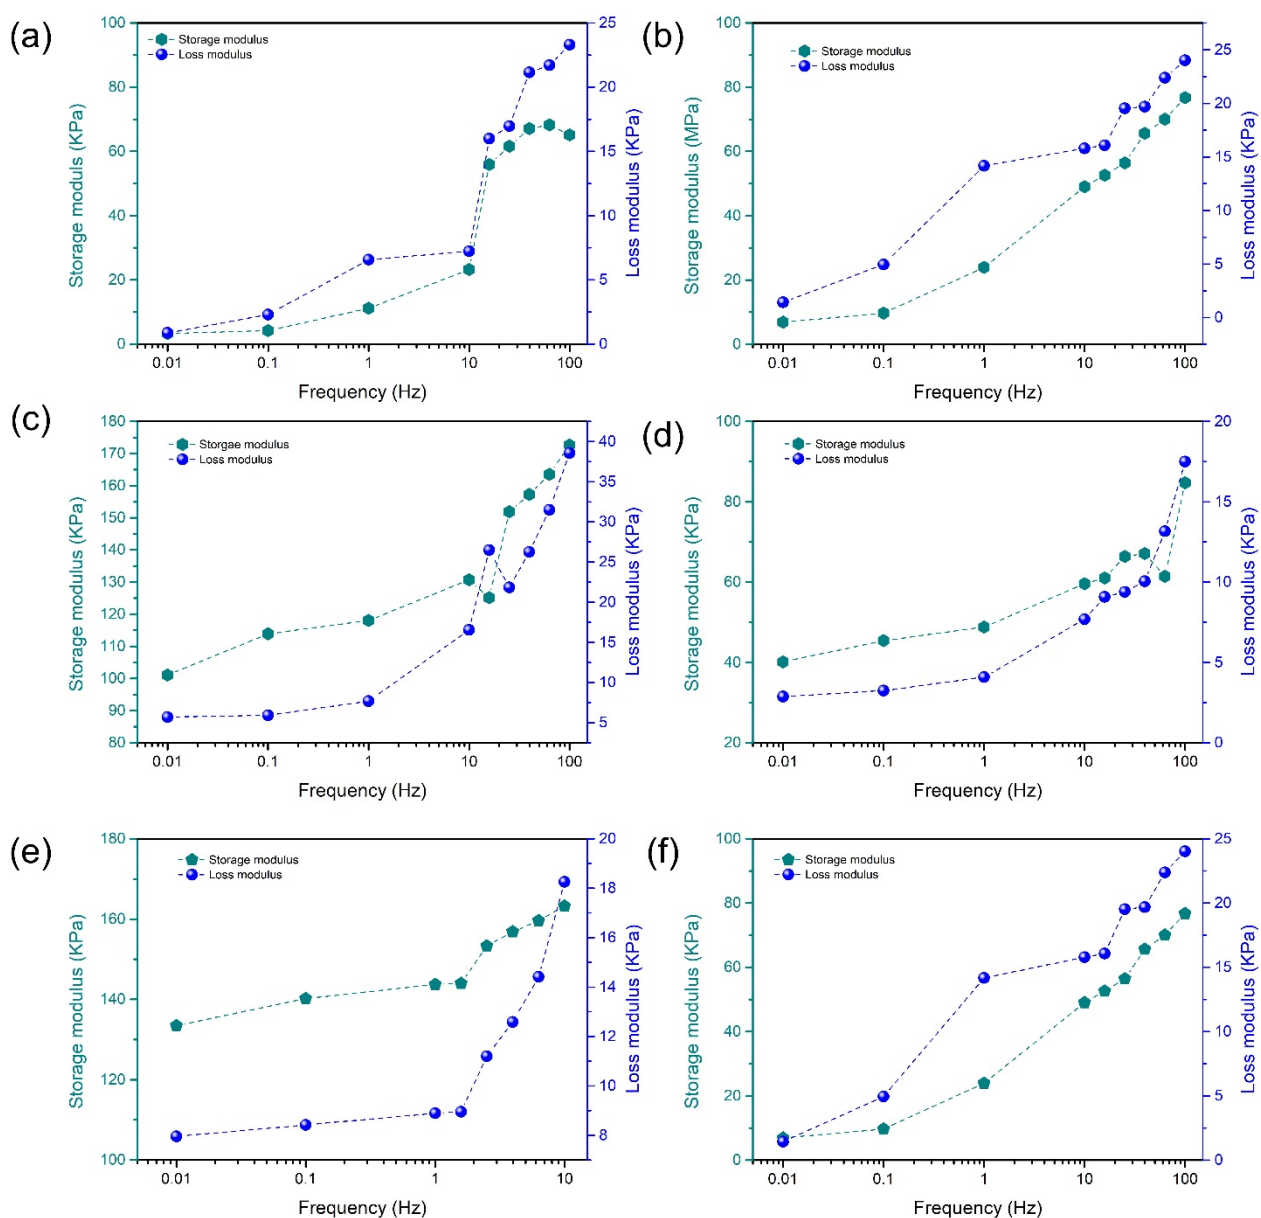 (a)
Storage modulus
Loss modulus
100
80
60
40
20
0
25
20
15
10
5
0
0.01 0.1 1 10 100
Storage moduls (KPa)
Loss modulus (KPa)
Frequency (Hz)
(b)
Storage modulus
Loss modulus
100
80
60
40
20
0
25
20
15
10
5
0
0.01 0.1 1 10 100
Storage modulus (MPa)
Loss modulus (KPa)
Frequency (Hz)
(c)
Storgae modulus
Loss modulus
180
170
160
150
140
130
120
110
100
90
80
40
35
30
25
20
15
10
5
0.01 0.1 1 10 100
Storage modulus (KPa)
Loss modulus (KPa)
Frequency (Hz)
(d)
Storage modulus
Loss modulus
100
80
60
40
20
20
15
10
5
0
0.01 0.1 1 10 100
Storage modulus (KPa)
Loss modulus (KPa)
Frequency (Hz)
(e)
Storage modulus
Loss modulus
180
160
140
120
100
20
18
16
14
12
10
8
0.01 0.1 1 10
Storage modulus (KPa)
Loss modulus (KPa)
Frequency (Hz)
(f)
Storage modulus
Loss modulus
100
80
60
40
20
0
25
20
15
10
5
0
0.01 0.1 1 10 100
Storage modulus (KPa)
Loss modulus (KPa)
Frequency (Hz)